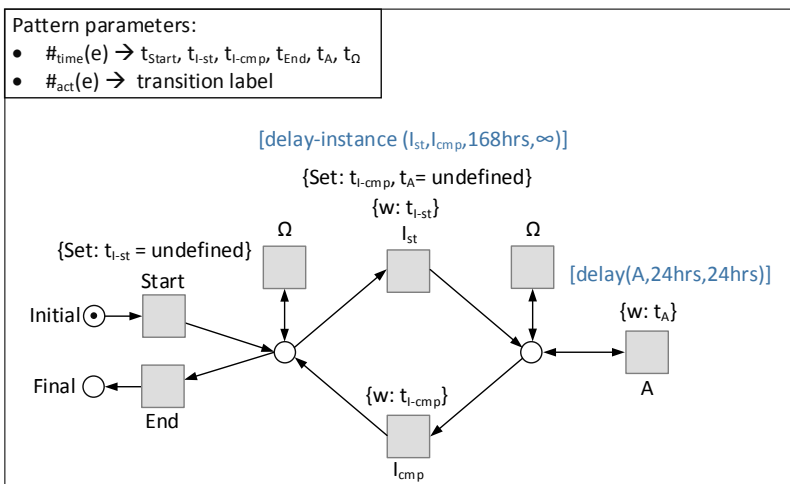 Pattern parameters:
• #time(e) → tStart, tI-st, tI-cmp, tEnd, tA, tΩ
• #act(e) → transition label
[delay-instance (Ist,Icmp,168hrs,∞)]
{Set: tI-cmp, tA= undefined}
{w: tI-st}
Ω
Ist
Ω
{Set: tI-st = undefined}
Start
[delay(A,24hrs,24hrs)]
{w: tA}
Initial
Final
End
{w: tI-cmp}
A
Icmp